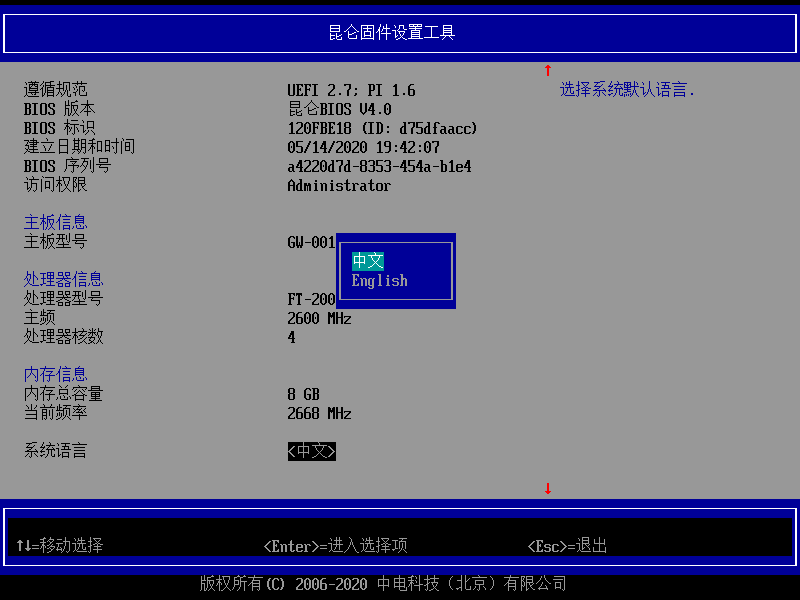 昆仑固件设置工具
遵循规范 UEFI 2.7; PI 1.6 选择系统默认语言.
BIOS 版本 昆仑BIOS V4.0
BIOS 标识 120FBE18 (ID: d75dfaacc)
建立日期和时间 05/14/2020 19:42:07
BIOS 序列号 a4220d7d-8353-454a-b1e4
访问权限 Administrator
主板信息
主板型号 GW-001
中文
English
处理器信息
处理器型号 FT-200
主频 2600 MHz
处理器核数 4
内存信息
内存总容量 8 GB
当前频率 2668 MHz
系统语言 <中文>
↑↓=移动选择 <Enter>=进入选择项 <Esc>=退出
版权所有(C) 2006-2020 中电科技（北京）有限公司